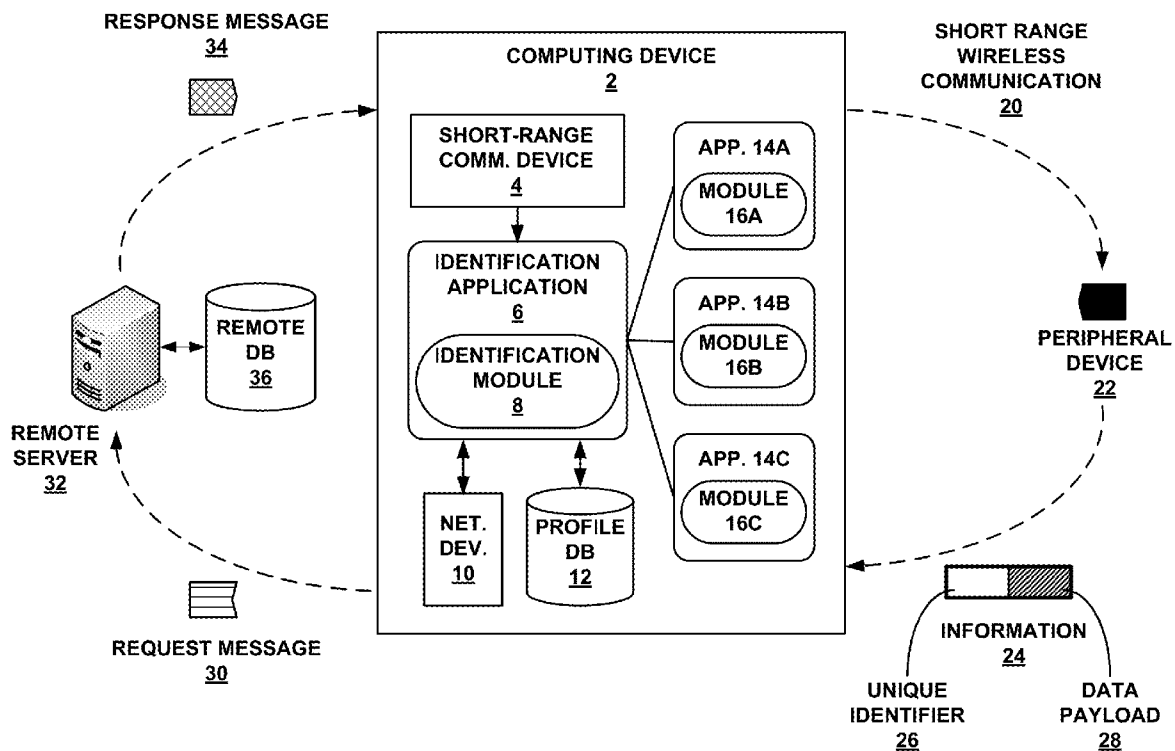 RESPONSE MESSAGE
34
COMPUTING DEVICE
2
SHORT RANGE
WIRELESS
COMMUNICATION
20
SHORT-RANGE
COMM. DEVICE
4
APP. 14A
MODULE
16A
IDENTIFICATION
APPLICATION
6
IDENTIFICATION
MODULE
8
APP. 14B
MODULE
16B
REMOTE
DB
36
PERIPHERAL
DEVICE
22
REMOTE
SERVER
32
APP. 14C
MODULE
16C
NET.
DEV.
10
PROFILE
DB
12
REQUEST MESSAGE
30
INFORMATION
24
UNIQUE
IDENTIFIER
26
DATA
PAYLOAD
28